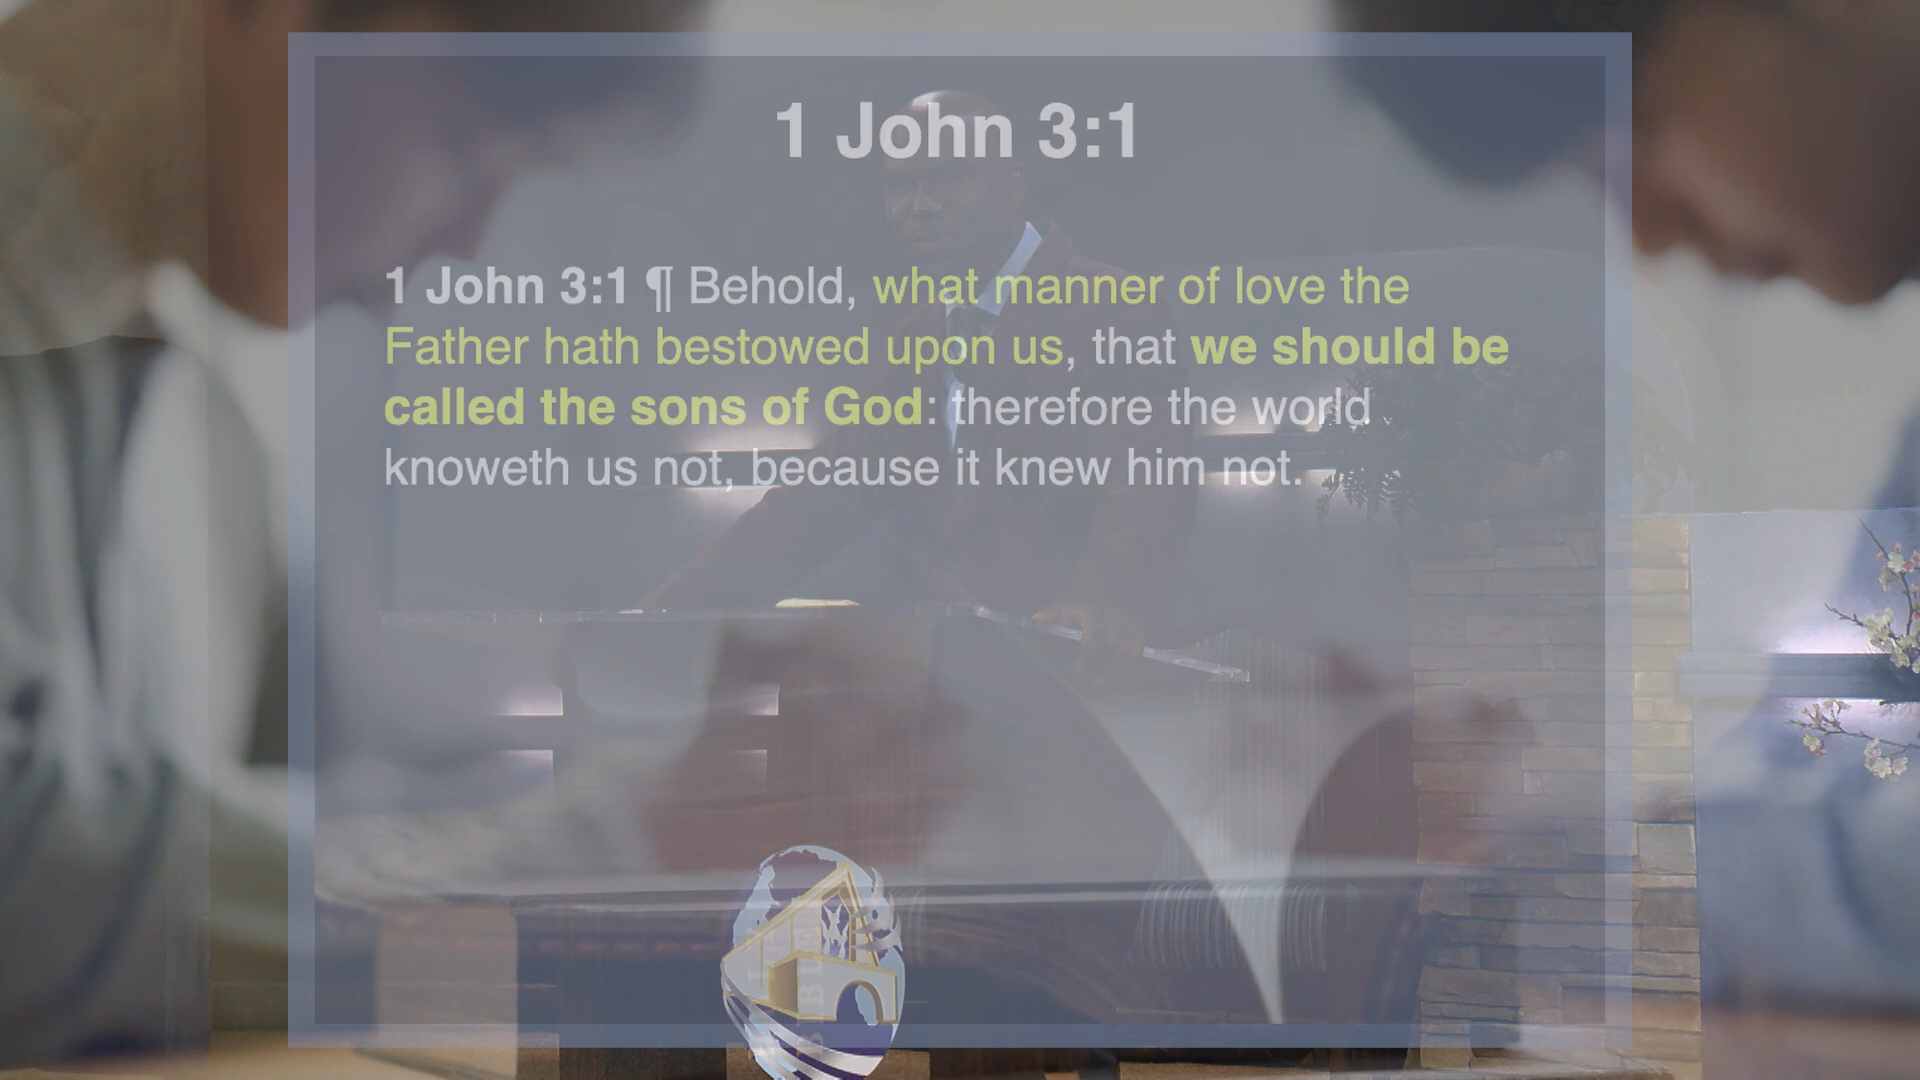 1 John 3:1
1 John 3:1 ¶ Behold, what manner of love the
Father hath bestowed upon us, that we should be
called the sons of God: therefore the world
knoweth us not, because it knew him not.